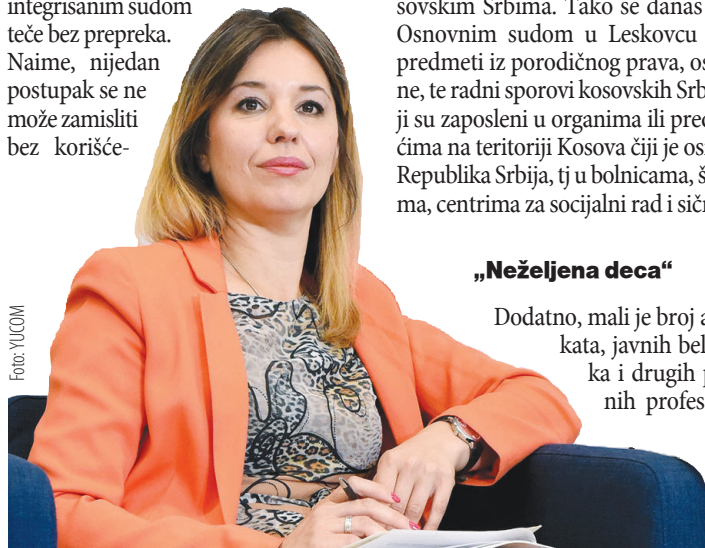 integrisanim sudom
teče bez prepreka.
Naime, nijedan
postupak se ne
može zamisliti
bez korišće-
sovskim Srbima. Tako se danas
Osnovnim sudom u Leskovcu
predmeti iz porodičnog prava, os
ne, te radni sporovi kosovskih Srb
ji su zaposleni u organima ili pred
ćima na teritoriji Kosova čiji je osn
Republika Srbija, tj u bolnicama, š
ma, centrima za socijalni rad i sičn
„Neželjena deca“
Dodatno, mali je broj a
kata, javnih bel
ka i drugih p
nih profes
Foto: YUCOM